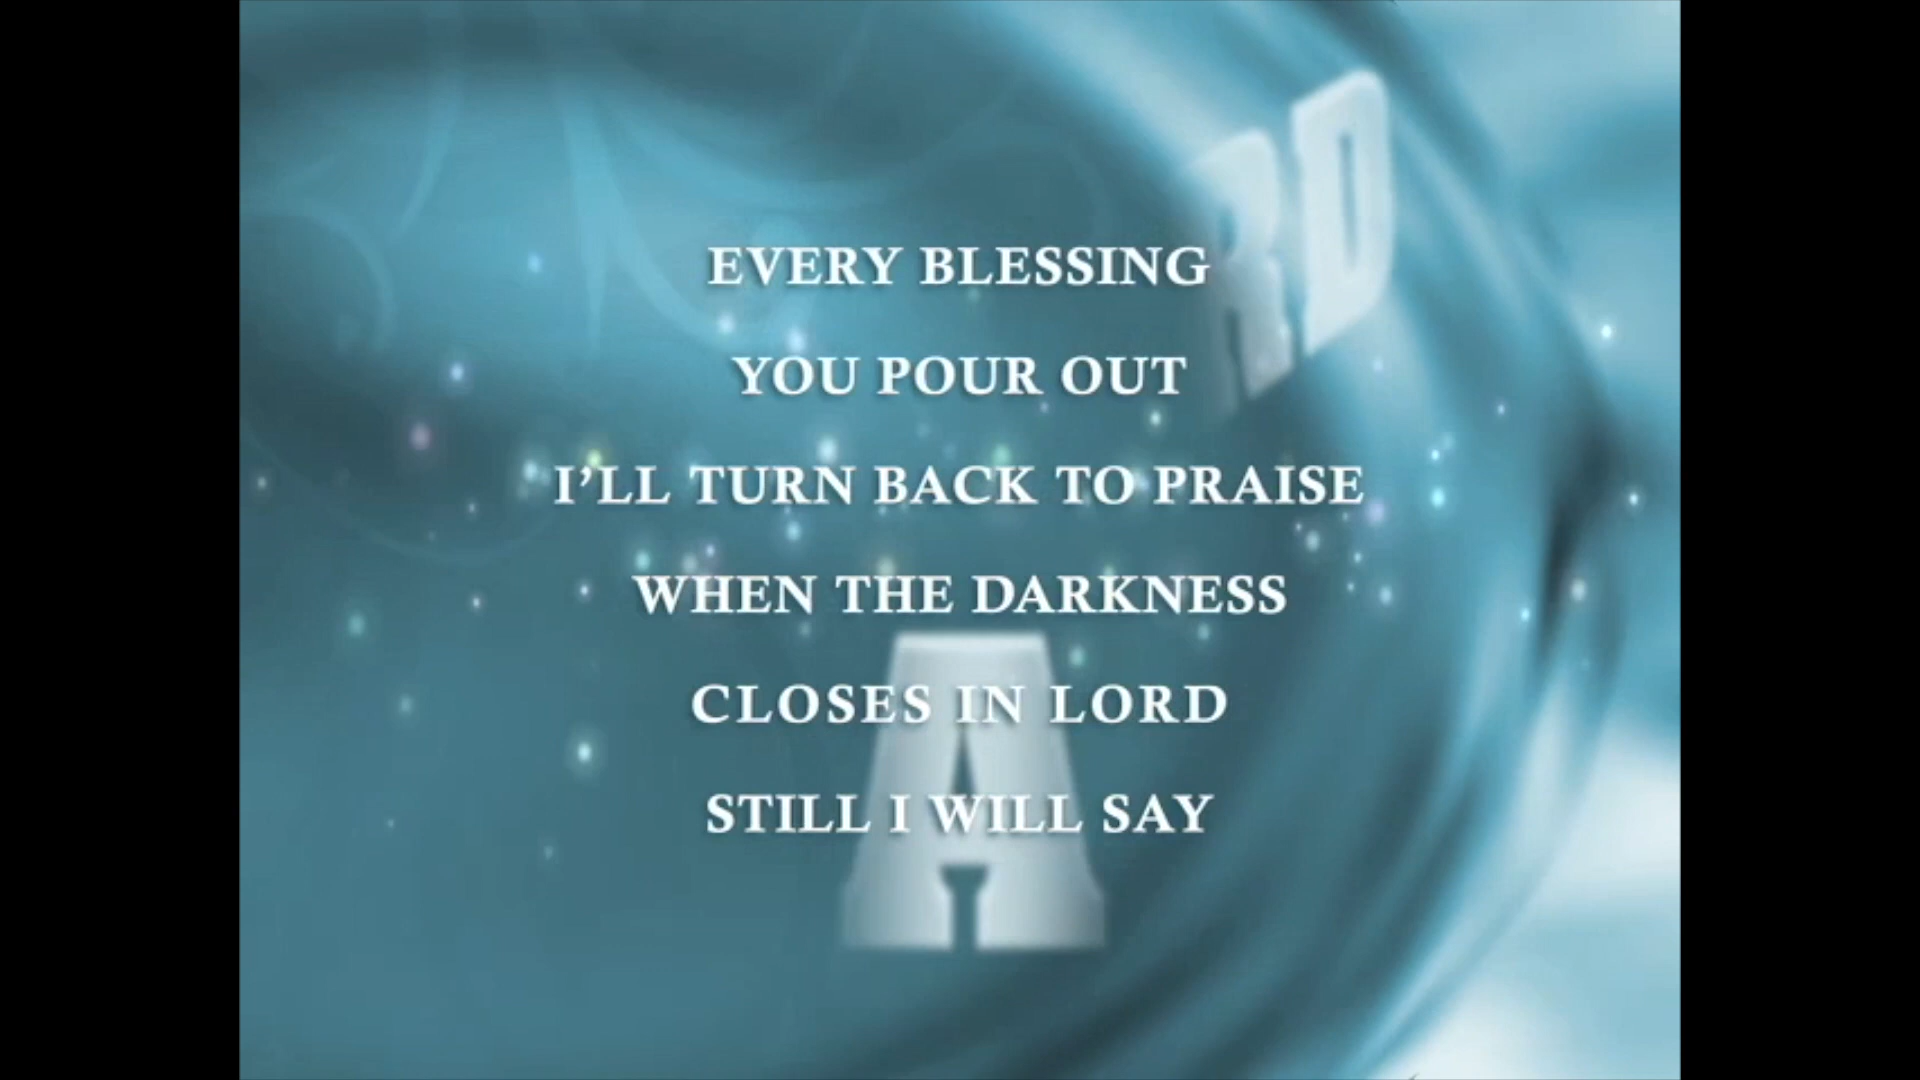 RD
EVERY BLESSING
YOU POUR OUT
I’LL TURN BACK TO PRAISE
WHEN THE DARKNESS
CLOSES IN LORD
STILL I WILL SAY
A